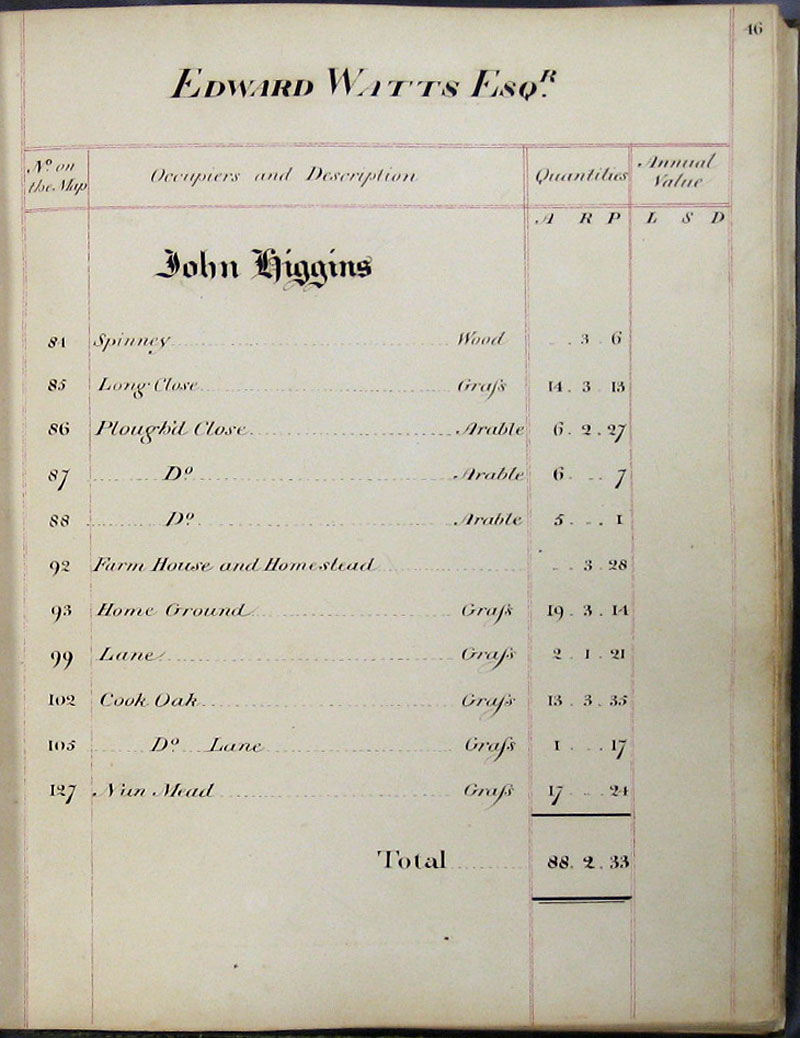 46
EDWARD WATTS ESQ.R
No. on the Map Occupiers and Description Quantities Annual Value
A R P L S D
John Higgins
84 Spinney Wood 3 6
85 Long Close Graſs 14. 3 13
86 Plough'd Close Arable 6. 2. 27
87 Do. Arable 6. 7
88 Do. Arable 5. 1
92 Farm House and Homestead 3 28
93 Home Ground Graſs 19. 3. 14
99 Lane Graſs 2. 1. 21
102 Cook Oak Graſs 13. 3. 35
105 Do. Lane Graſs 1. 17
127 Nun Mead Graſs 17 24
Total 88. 2. 33